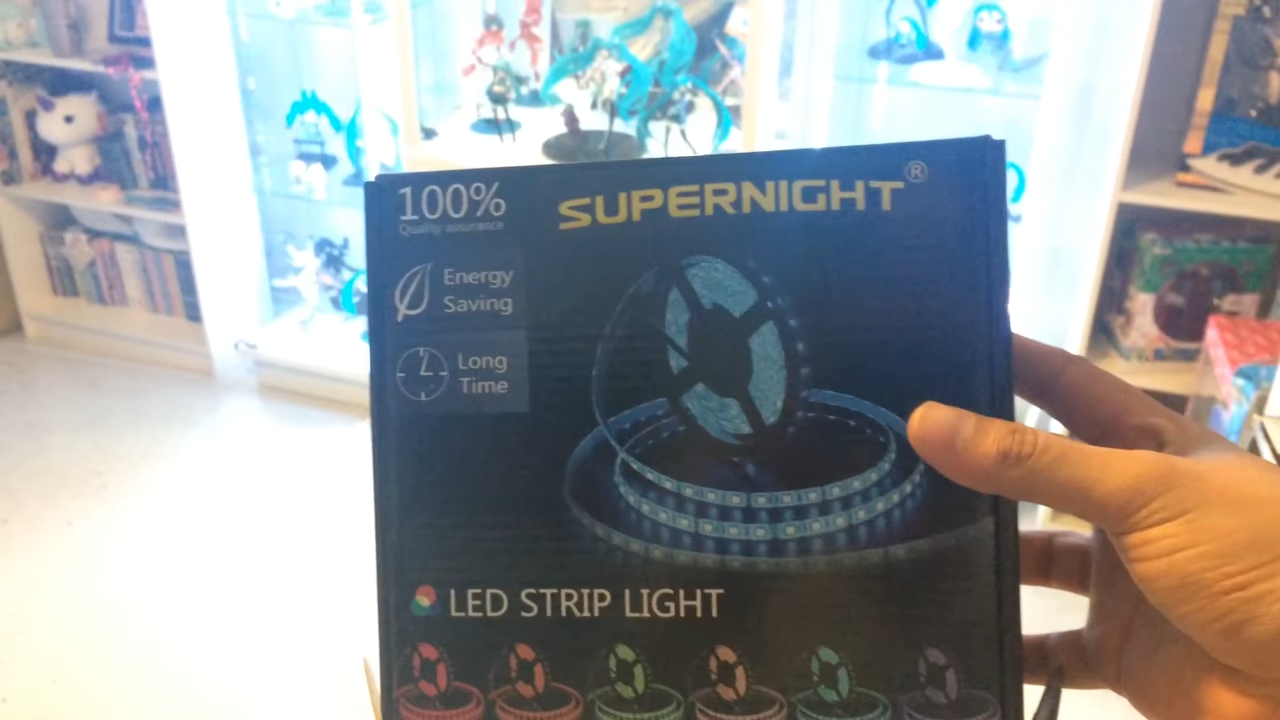 100%
Quality assurance
SUPERNIGHT®
Energy
Saving
Long
Time
LED STRIP LIGHT